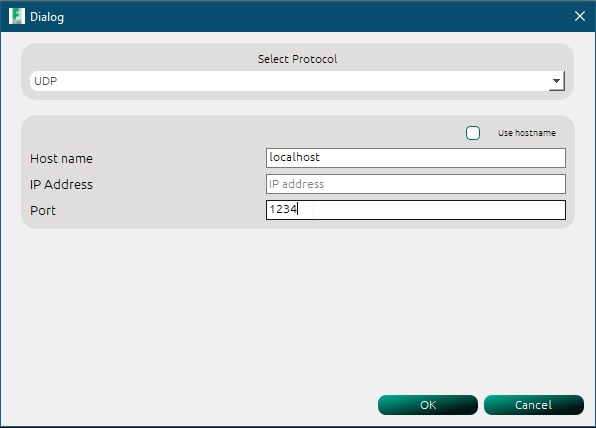 Dialog
Select Protocol
UDP
Use hostname
Host name localhost
IP Address IP address
Port 1234
OK Cancel